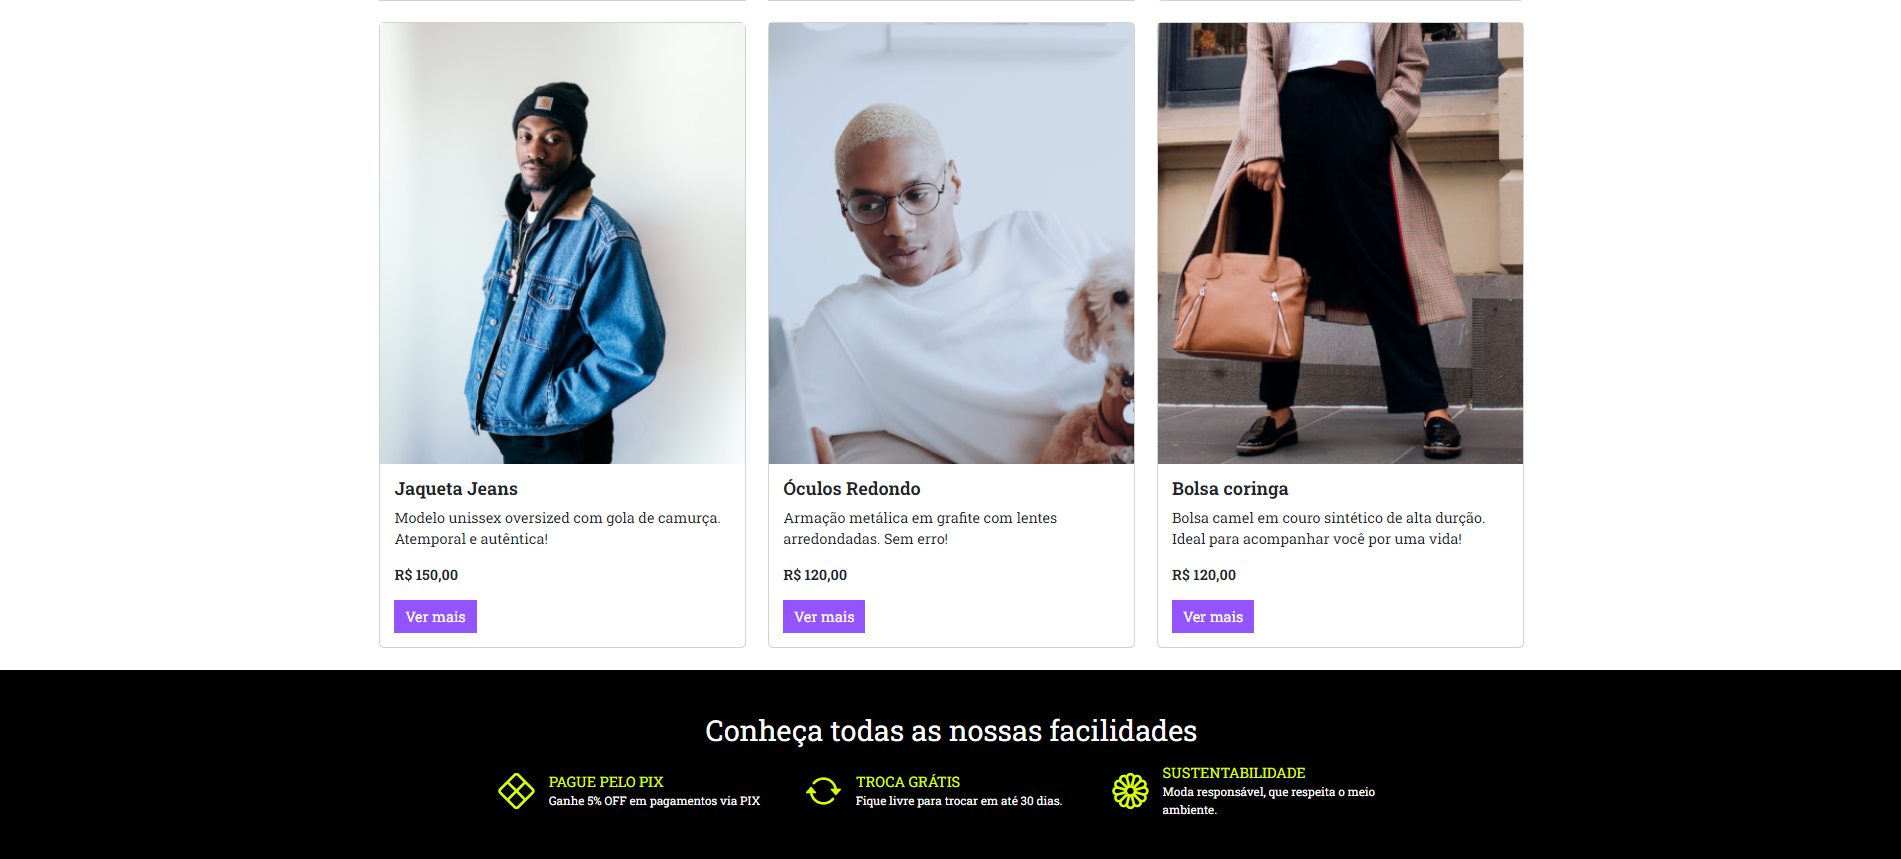 Jaqueta Jeans
Modelo unissex oversized com gola de camurça.
Atemporal e autêntica!
R$ 150,00
Ver mais
Óculos Redondo
Armação metálica em grafite com lentes
arredondadas. Sem erro!
R$ 120,00
Ver mais
Bolsa coringa
Bolsa camel em couro sintético de alta durção.
Ideal para acompanhar você por uma vida!
R$ 120,00
Ver mais
Conheça todas as nossas facilidades
PAGUE PELO PIX
Ganhe 5% OFF em pagamentos via PIX
TROCA GRÁTIS
Fique livre para trocar em até 30 dias.
SUSTENTABILIDADE
Moda responsável, que respeita o meio
ambiente.